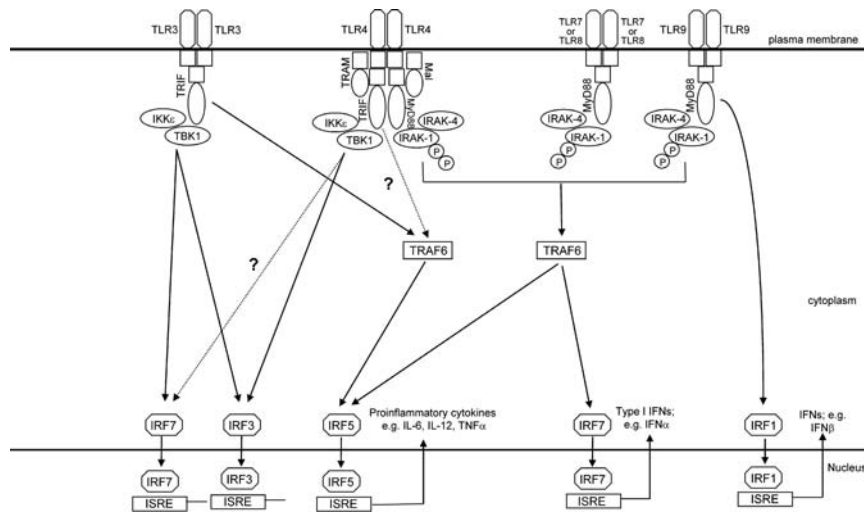 TLR3 TLR3
TLR4 TLR4
TLR7
or
TLR8
TLR7
or
TLR8
TLR9 TLR9
plasma membrane
TRIF
TRAM
Mal
TRIF
MyD88
MyD88
MyD88
IKKε
TBK1
IKKε
TBK1
IRAK-4
IRAK-1
P
P
IRAK-4
IRAK-1
P
P
IRAK-4
IRAK-1
P
P
?
?
TRAF6
TRAF6
cytoplasm
IRF7
IRF3
IRF5
Proinflammatory cytokines
e.g. IL-6, IL-12, TNFα
IRF7
Type I IFNs;
e.g. IFNα
IRF1
IFNs; e.g.
IFNβ
Nucleus
IRF7
ISRE
IRF3
ISRE
IRF5
ISRE
IRF7
ISRE
IRF1
ISRE